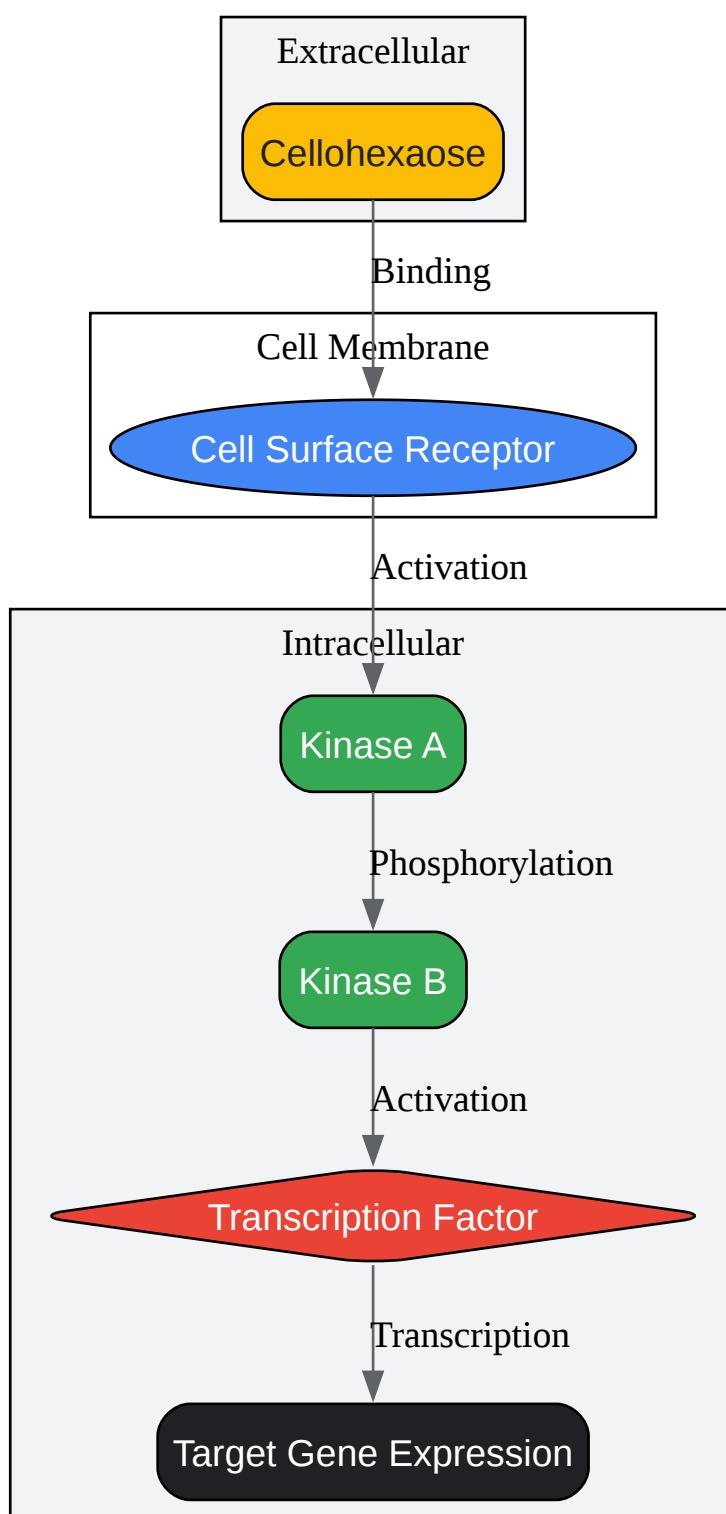 Extracellular
Cellohexaose
Binding
Cell Membrane
Cell Surface Receptor
Activation
Intracellular
Kinase A
Phosphorylation
Kinase B
Activation
Transcription Factor
Transcription
Target Gene Expression